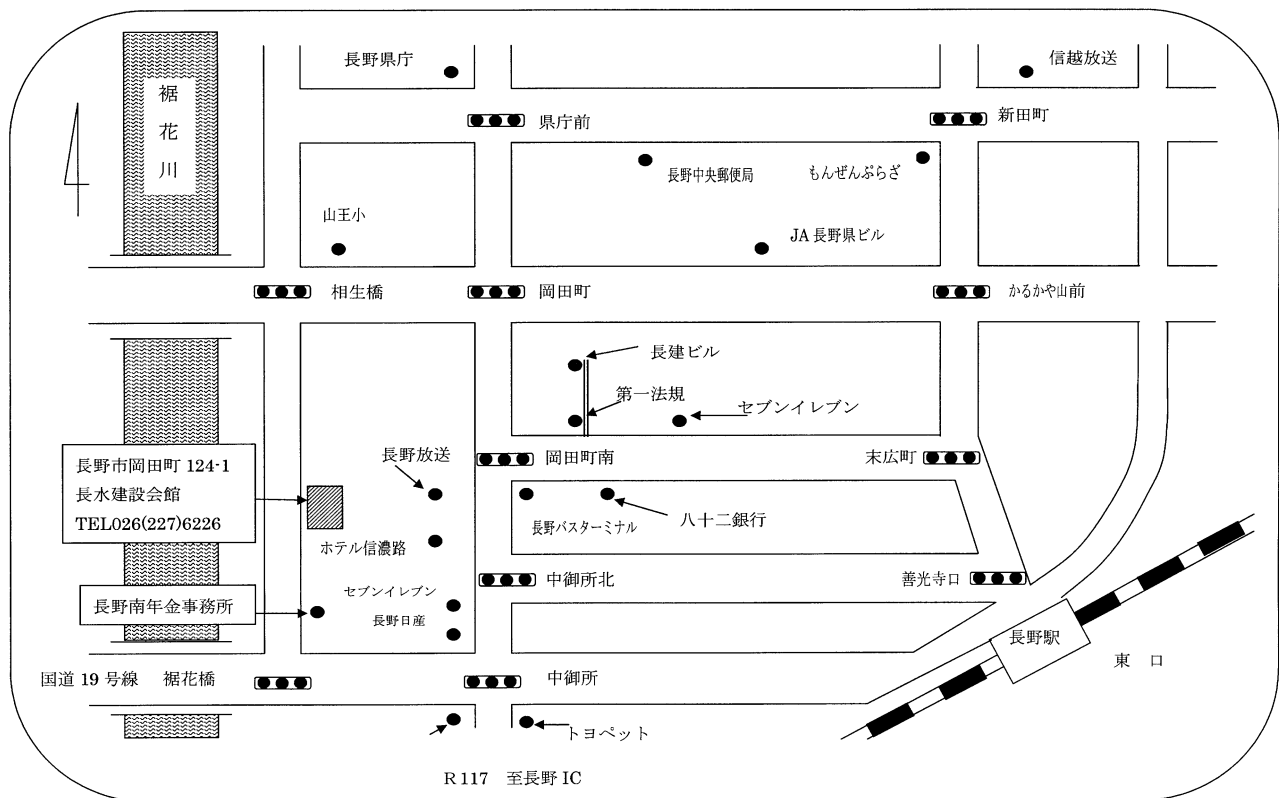 長野県庁
信越放送
裾花川
県庁前
新田町
長野中央郵便局
もんぜんぷらざ
山王小
JA長野県ビル
相生橋
岡田町
かるかや山前
長建ビル
第一法規
セブンイレブン
長野市岡田町 124-1
長水建設会館
TEL026(227)6226
長野放送
岡田町南
末広町
長野バスターミナル
八十二銀行
ホテル信濃路
中御所北
善光寺口
セブンイレブン
長野南年金事務所
長野日産
長野駅
東 口
国道 19 号線 裾花橋
中御所
トヨペット
R 117 至長野 IC